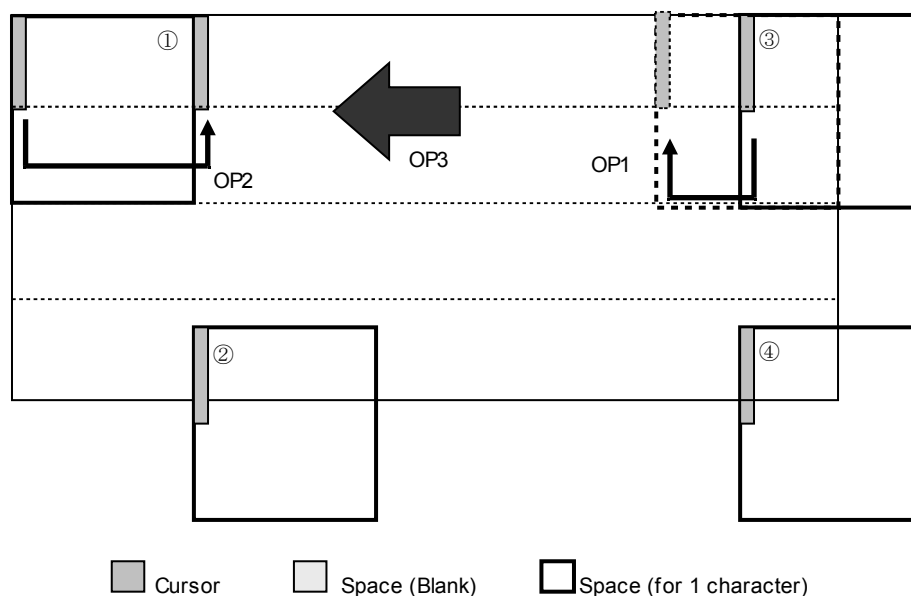 ① ③
OP3 OP1
OP2
② ④
Cursor Space (Blank) Space (for 1 character)